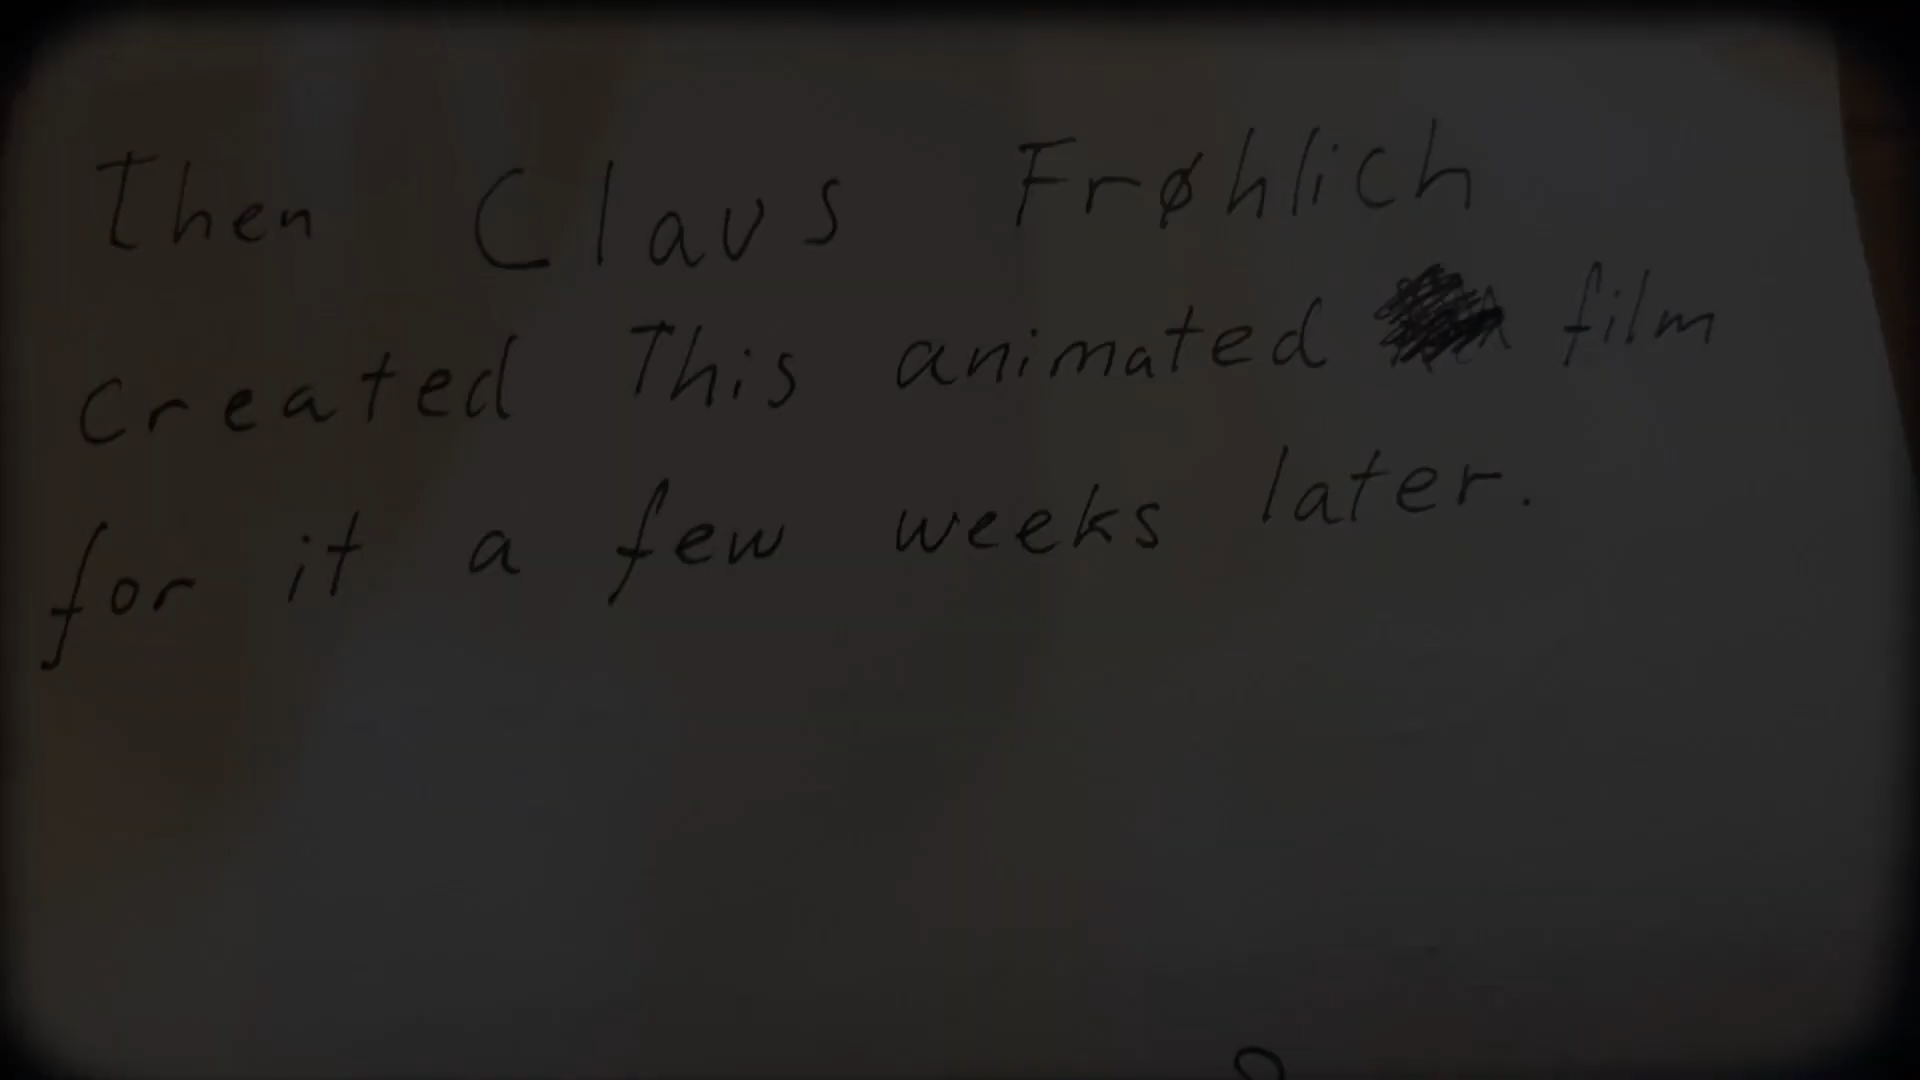 Then Claus Frøhlich
created This animated film
for it a few weeks later.